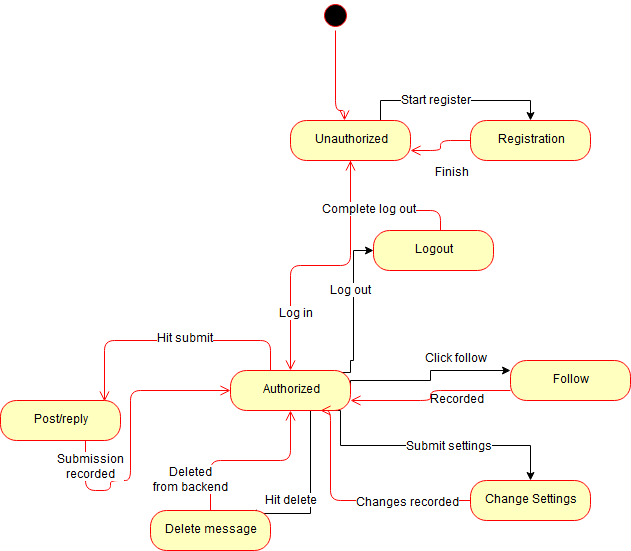 Start register
Unauthorized
Registration
Finish
Complete log out
Logout
Log out
Log in
Hit submit
Click follow
Authorized
Follow
Recorded
Post/reply
Submission
recorded
Submit settings
Deleted
from backend
Hit delete
Changes recorded
Change Settings
Delete message